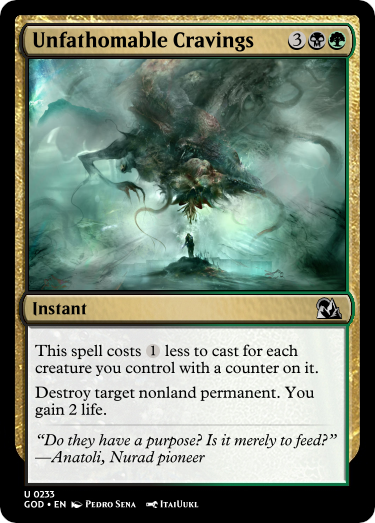 Unfathomable Cravings 3
Instant
This spell costs 1 less to cast for each
creature you control with a counter on it.
Destroy target nonland permanent. You
gain 2 life.
“Do they have a purpose? Is it merely to feed?”
—Anatoli, Nurad pioneer
U 0233
GOD • EN Pedro Sena ItaiUukl